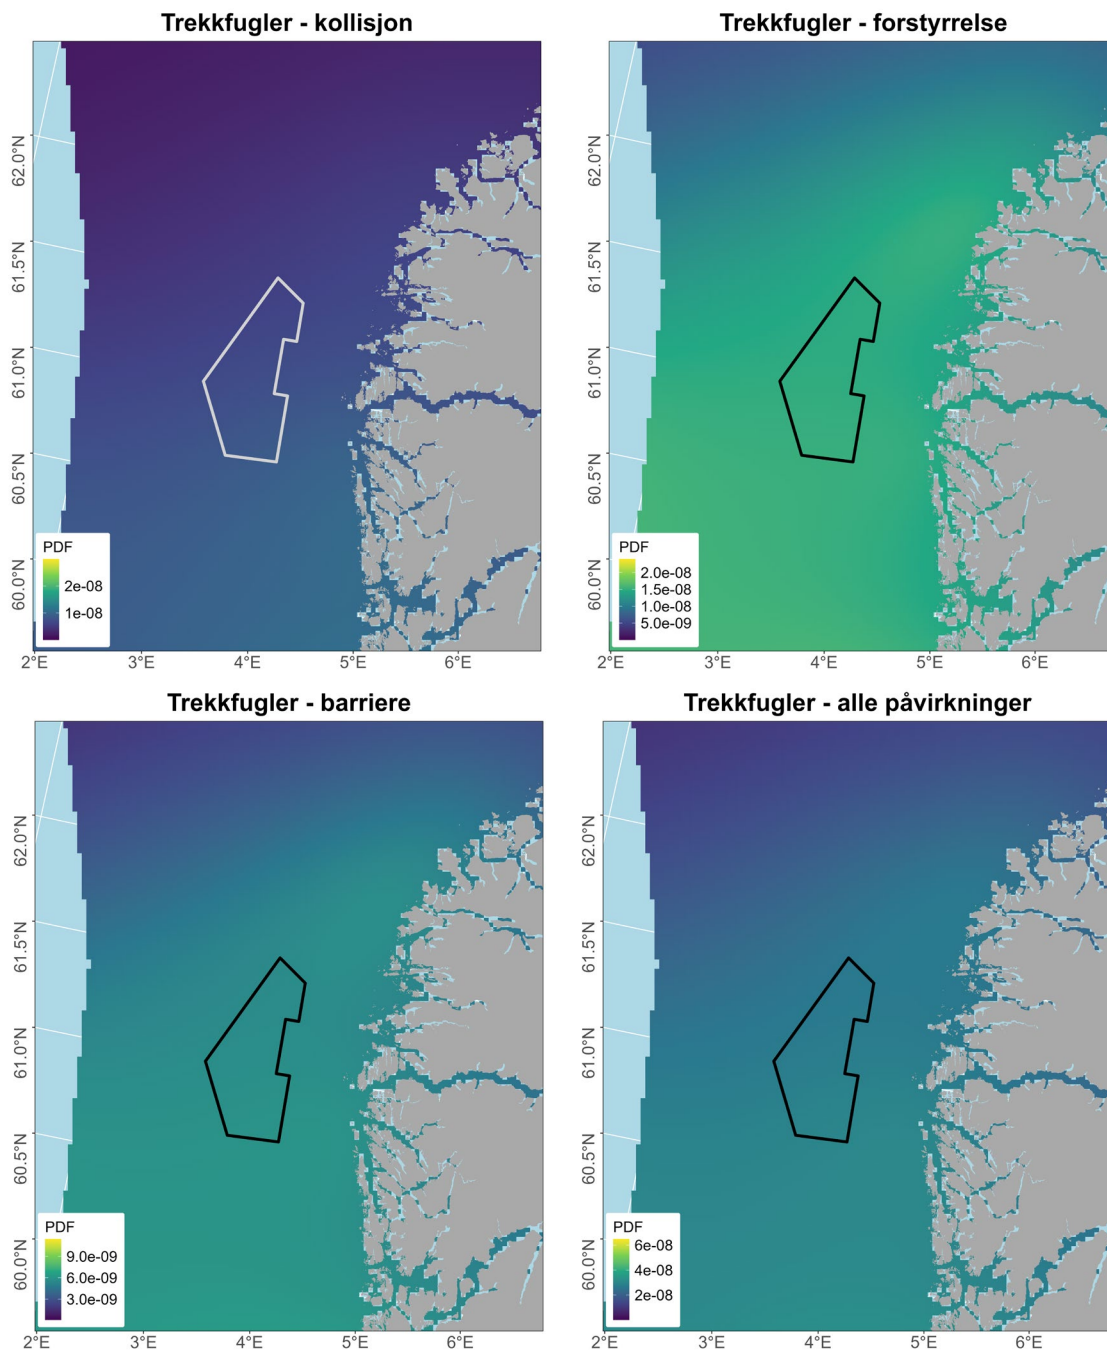 Trekkfugler - kollisjon
62.0°N
61.5°N
61.0°N
60.5°N
60.0°N
PDF
2e-08
1e-08
2°E 3°E 4°E 5°E 6°E
Trekkfugler - forstyrrelse
62.0°N
61.5°N
61.0°N
60.5°N
60.0°N
PDF
2.0e-08
1.5e-08
1.0e-08
5.0e-09
2°E 3°E 4°E 5°E 6°E
Trekkfugler - barriere
62.0°N
61.5°N
61.0°N
60.5°N
60.0°N
PDF
9.0e-09
6.0e-09
3.0e-09
2°E 3°E 4°E 5°E 6°E
Trekkfugler - alle påvirkninger
62.0°N
61.5°N
61.0°N
60.5°N
60.0°N
PDF
6e-08
4e-08
2e-08
2°E 3°E 4°E 5°E 6°E